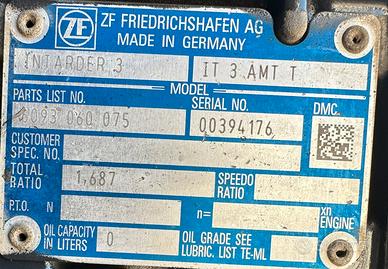 ZF ZF FRIEDRICHSHAFEN AG
MADE IN GERMANY
INTARDER 3 IT 3 AMT T
MODEL
PARTS LIST NO. SERIAL NO. DMC
6093 060 075 00394176
CUSTOMER
SPEC. NO.
TOTAL
RATIO 1,687 SPEEDO
RATIO
P.T.O. N n= xn
ENGINE
OIL CAPACITY
IN LITERS 0 OIL GRADE SEE
LUBRIC. LIST TE-ML